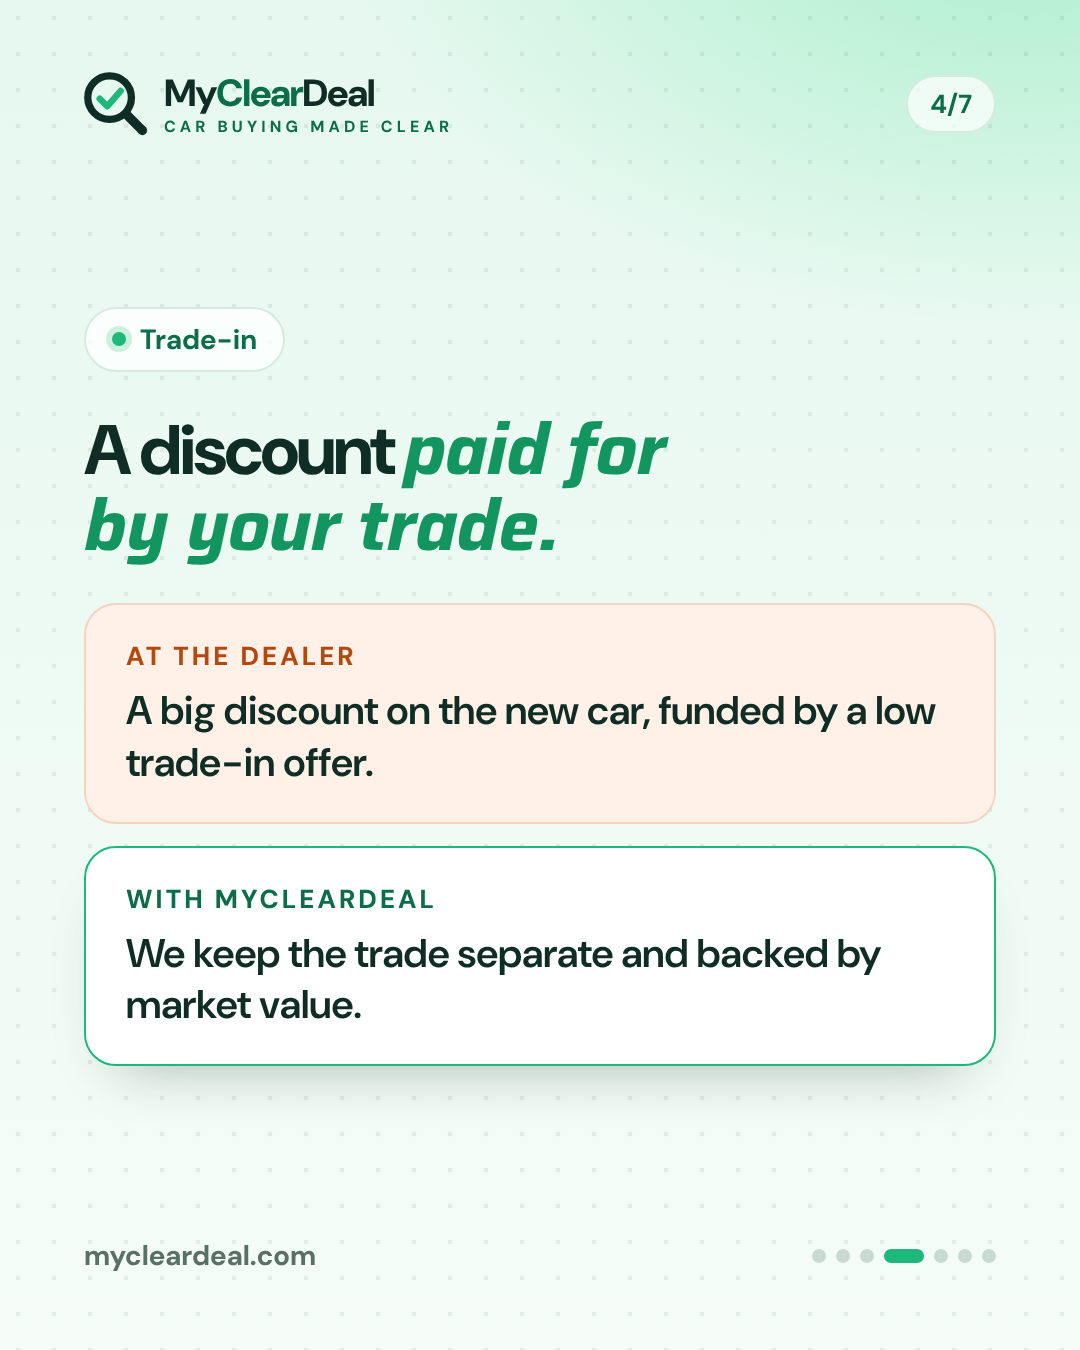 MyClearDeal
CAR BUYING MADE CLEAR
4/7
Trade-in
A discount paid for
by your trade.
AT THE DEALER
A big discount on the new car, funded by a low
trade-in offer.
WITH MYCLEARDEAL
We keep the trade separate and backed by
market value.
mycleardeal.com